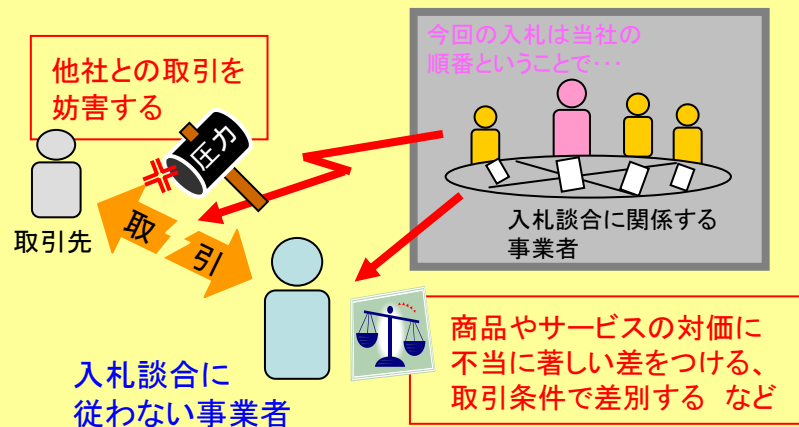 他社との取引を
妨害する
圧力
取引先
取
引
今回の入札は当社の
順番ということで･･･
入札談合に関係する
事業者
入札談合に
従わない事業者
商品やサービスの対価に
不当に著しい差をつける、
取引条件で差別する など